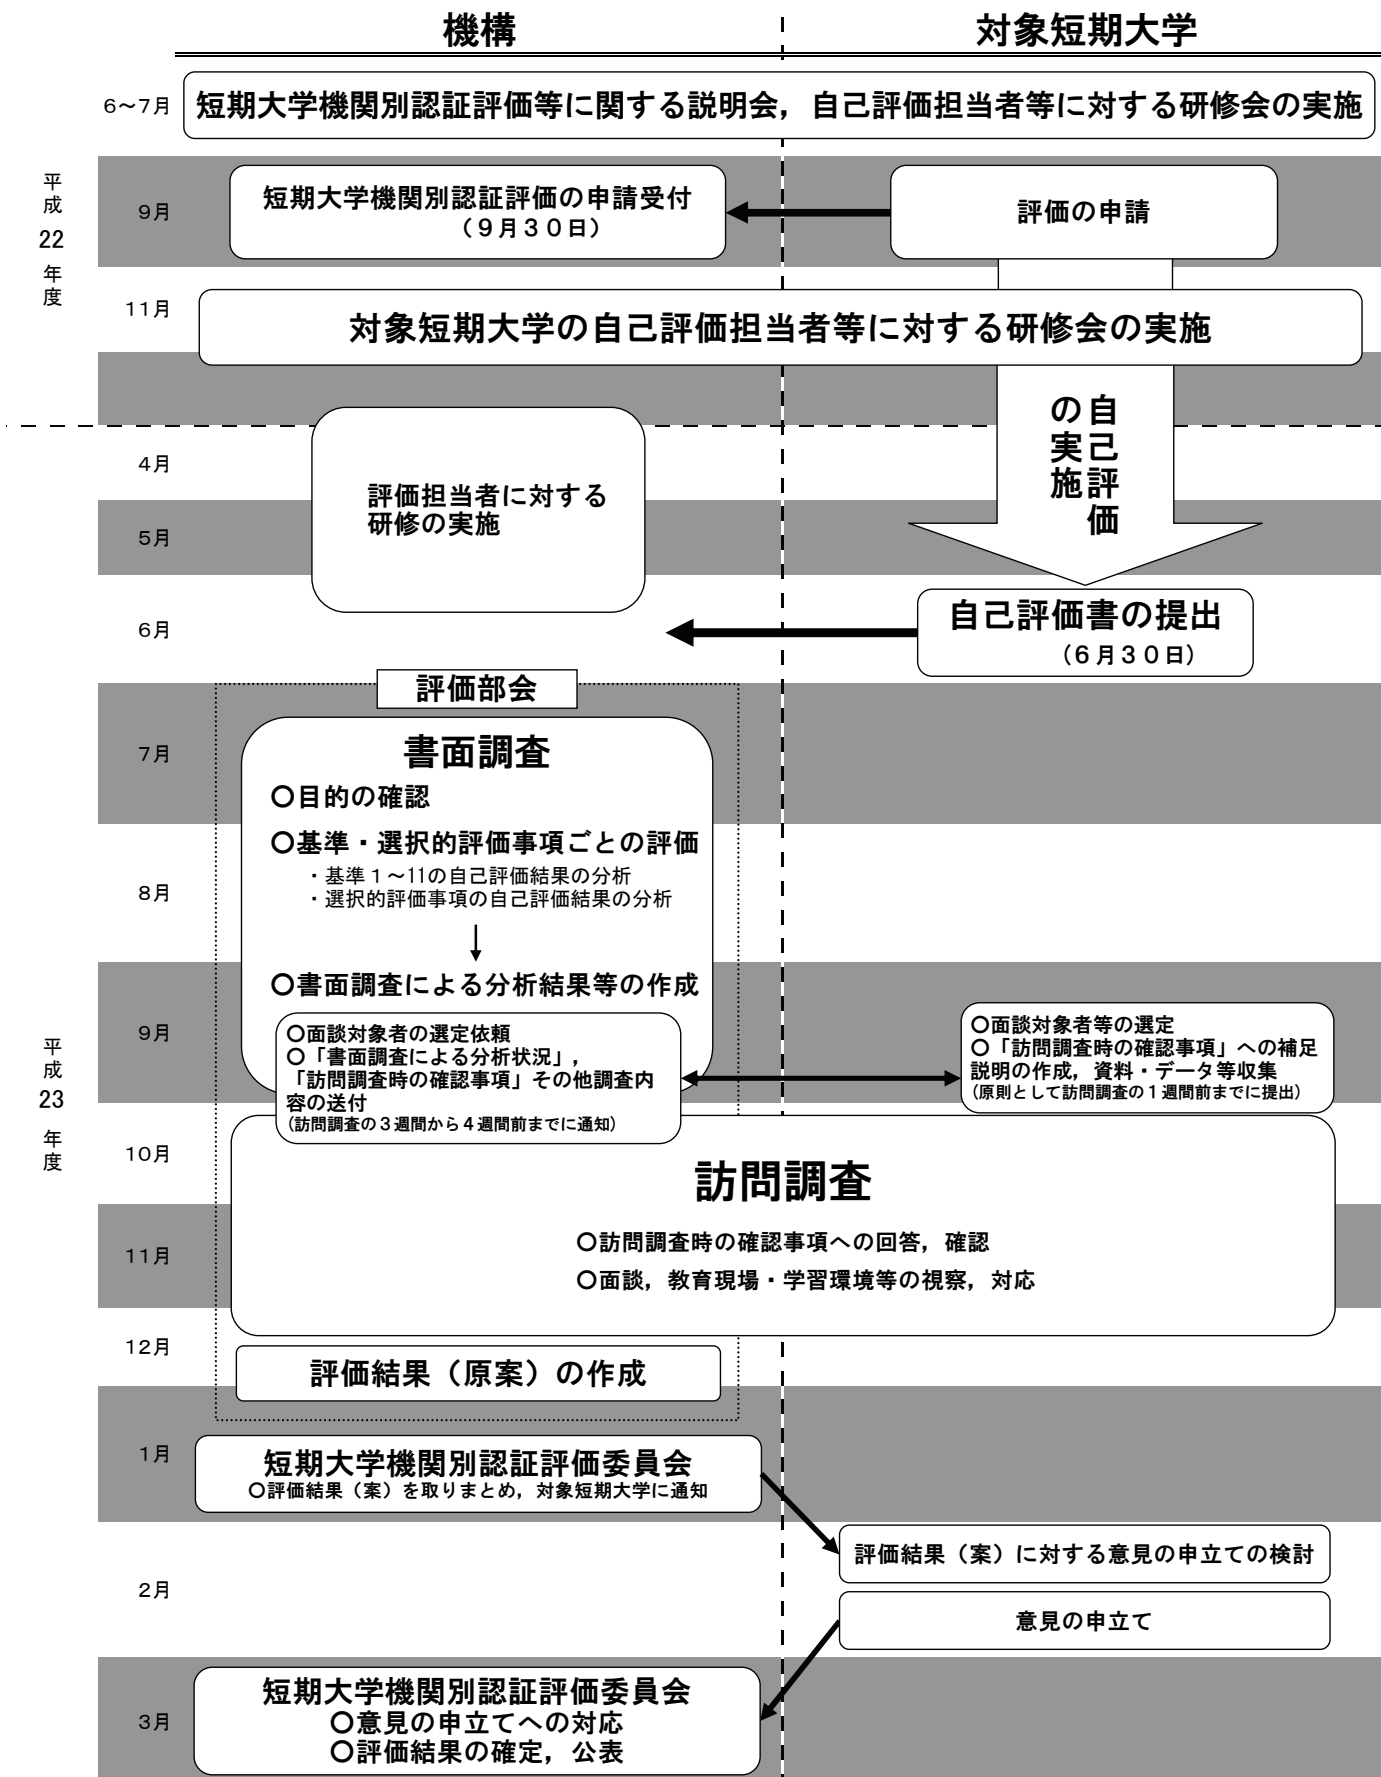 機構
対象短期大学
平成22年度
6～7月
短期大学機関別認証評価等に関する説明会，自己評価担当者等に対する研修会の実施
9月
短期大学機関別認証評価の申請受付
（９月３０日）
評価の申請
11月
対象短期大学の自己評価担当者等に対する研修会の実施
自己評価
の実施
平成23年度
4月
評価担当者に対する
研修の実施
5月
6月
自己評価書の提出
（６月３０日）
評価部会
7月
書面調査
○目的の確認
○基準・選択的評価事項ごとの評価
・基準１～11の自己評価結果の分析
・選択的評価事項の自己評価結果の分析
8月
↓
○書面調査による分析結果等の作成
9月
○面談対象者の選定依頼
○「書面調査による分析状況」，
「訪問調査時の確認事項」その他調査内
容の送付
（訪問調査の３週間から４週間前までに通知）
○面談対象者等の選定
○「訪問調査時の確認事項」への補足
説明の作成，資料・データ等収集
（原則として訪問調査の１週間前までに提出）
10月
訪問調査
11月
○訪問調査時の確認事項への回答，確認
○面談，教育現場・学習環境等の視察，対応
12月
評価結果（原案）の作成
1月
短期大学機関別認証評価委員会
○評価結果（案）を取りまとめ，対象短期大学に通知
評価結果（案）に対する意見の申立ての検討
2月
意見の申立て
3月
短期大学機関別認証評価委員会
○意見の申立てへの対応
○評価結果の確定，公表